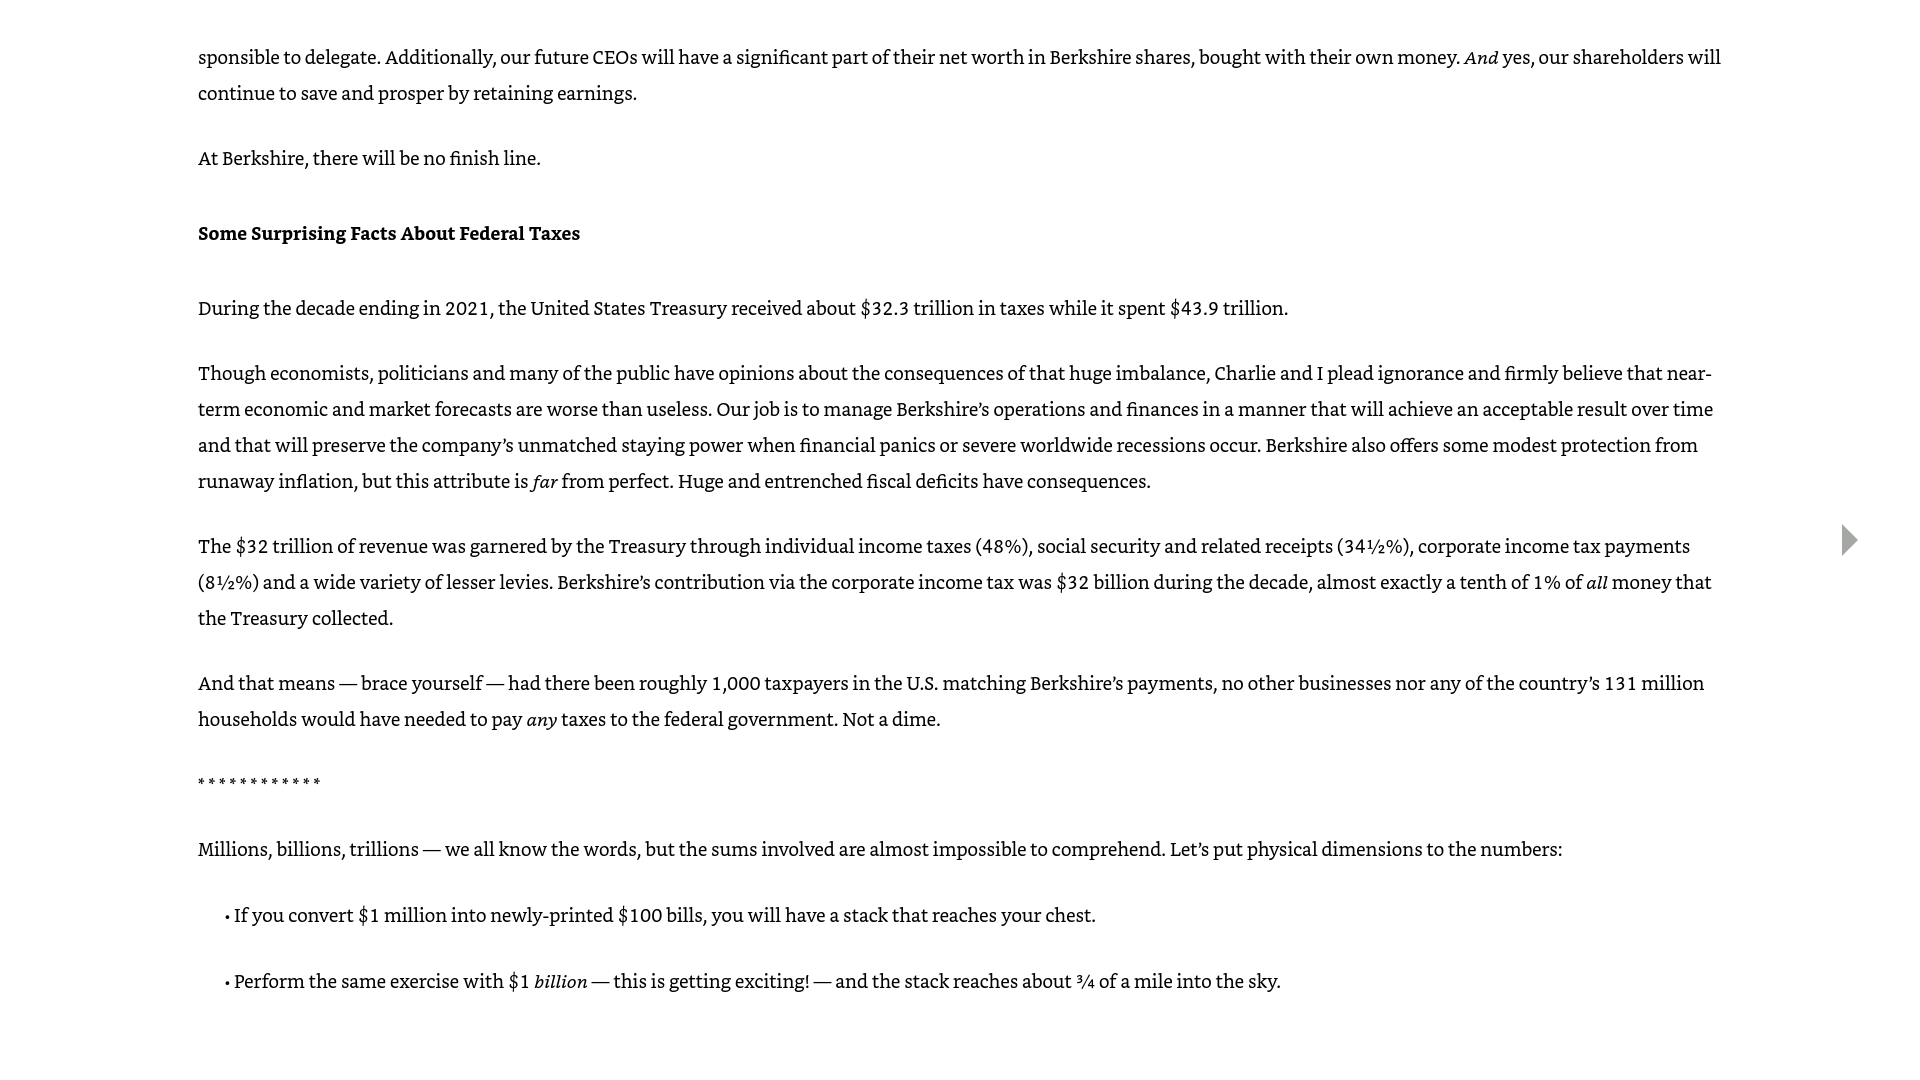 sponsible to delegate. Additionally, our future CEOs will have a significant part of their net worth in Berkshire shares, bought with their own money. And yes, our shareholders will
continue to save and prosper by retaining earnings.
At Berkshire, there will be no finish line.
Some Surprising Facts About Federal Taxes
During the decade ending in 2021, the United States Treasury received about $32.3 trillion in taxes while it spent $43.9 trillion.
Though economists, politicians and many of the public have opinions about the consequences of that huge imbalance, Charlie and I plead ignorance and firmly believe that near-
term economic and market forecasts are worse than useless. Our job is to manage Berkshire’s operations and finances in a manner that will achieve an acceptable result over time
and that will preserve the company’s unmatched staying power when financial panics or severe worldwide recessions occur. Berkshire also offers some modest protection from
runaway inflation, but this attribute is far from perfect. Huge and entrenched fiscal deficits have consequences.
The $32 trillion of revenue was garnered by the Treasury through individual income taxes (48%), social security and related receipts (34½%), corporate income tax payments
(8½%) and a wide variety of lesser levies. Berkshire’s contribution via the corporate income tax was $32 billion during the decade, almost exactly a tenth of 1% of all money that
the Treasury collected.
And that means — brace yourself — had there been roughly 1,000 taxpayers in the U.S. matching Berkshire’s payments, no other businesses nor any of the country’s 131 million
households would have needed to pay any taxes to the federal government. Not a dime.
* * * * * * * * * * * *
Millions, billions, trillions — we all know the words, but the sums involved are almost impossible to comprehend. Let’s put physical dimensions to the numbers:
• If you convert $1 million into newly-printed $100 bills, you will have a stack that reaches your chest.
• Perform the same exercise with $1 billion — this is getting exciting! — and the stack reaches about ¾ of a mile into the sky.